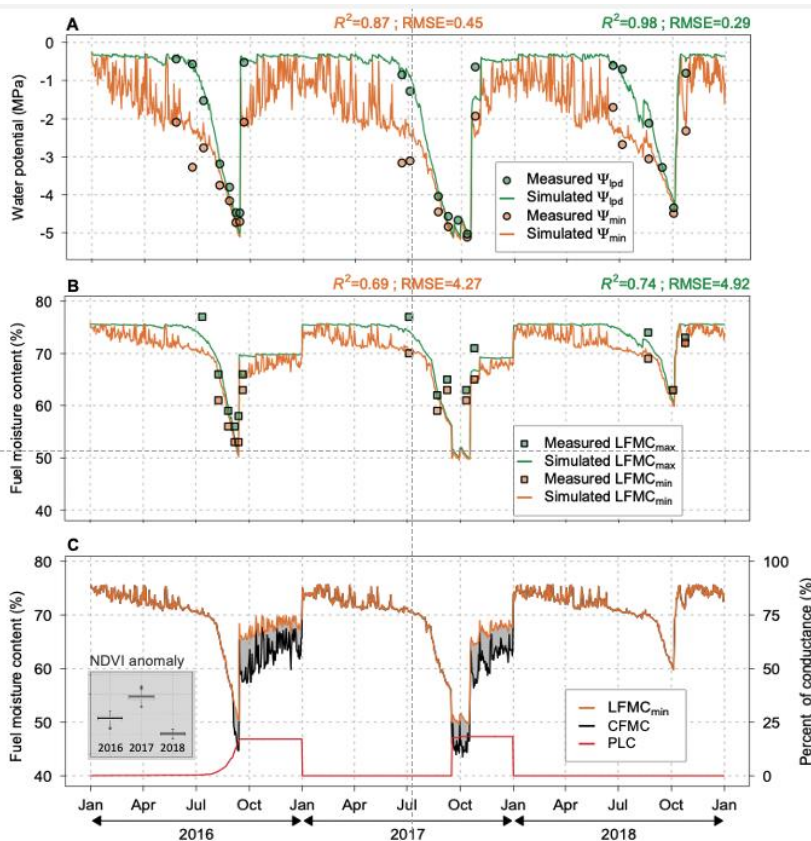 A
R²=0.87 ; RMSE=0.45
R²=0.98 ; RMSE=0.29
Water potential (MPa)
0
-1
-2
-3
-4
-5
Measured Ψlpd
Simulated Ψlpd
Measured Ψmin
Simulated Ψmin
B
R²=0.69 ; RMSE=4.27
R²=0.74 ; RMSE=4.92
Fuel moisture content (%)
80
70
60
50
40
Measured LFMCmax
Simulated LFMCmax
Measured LFMCmin
Simulated LFMCmin
C
Fuel moisture content (%)
80
70
60
50
40
NDVI anomaly
2016 2017 2018
LFMCmin
CFMC
PLC
100
75
50
25
0
Percent of conductance (%)
Jan Apr Jul Oct Jan Apr Jul Oct Jan Apr Jul Oct Jan
2016 2017 2018